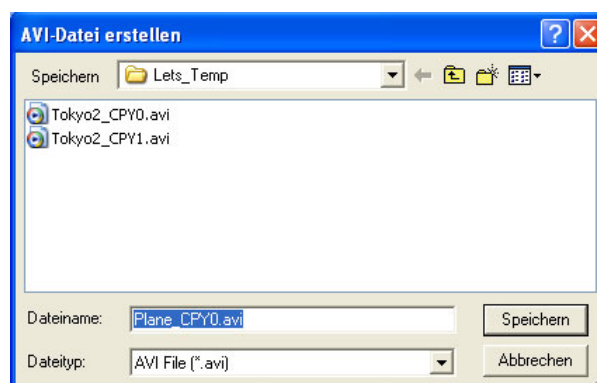 AVI-Datei erstellen
Speichern Lets_Temp
Tokyo2_CPY0.avi
Tokyo2_CPY1.avi
Dateiname: Plane_CPY0.avi Speichern
Dateityp: AVI File (*.avi) Abbrechen